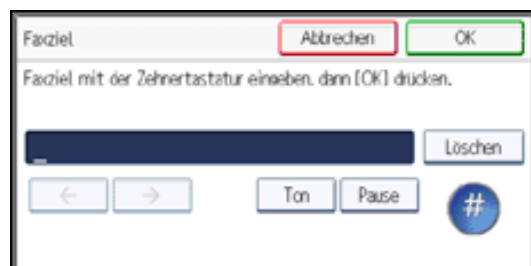 Faxziel Abbrechen OK
Faxziel mit der Zehnertastatur eingeben, dann [OK] drücken.
_ Löschen
← → Ton Pause #